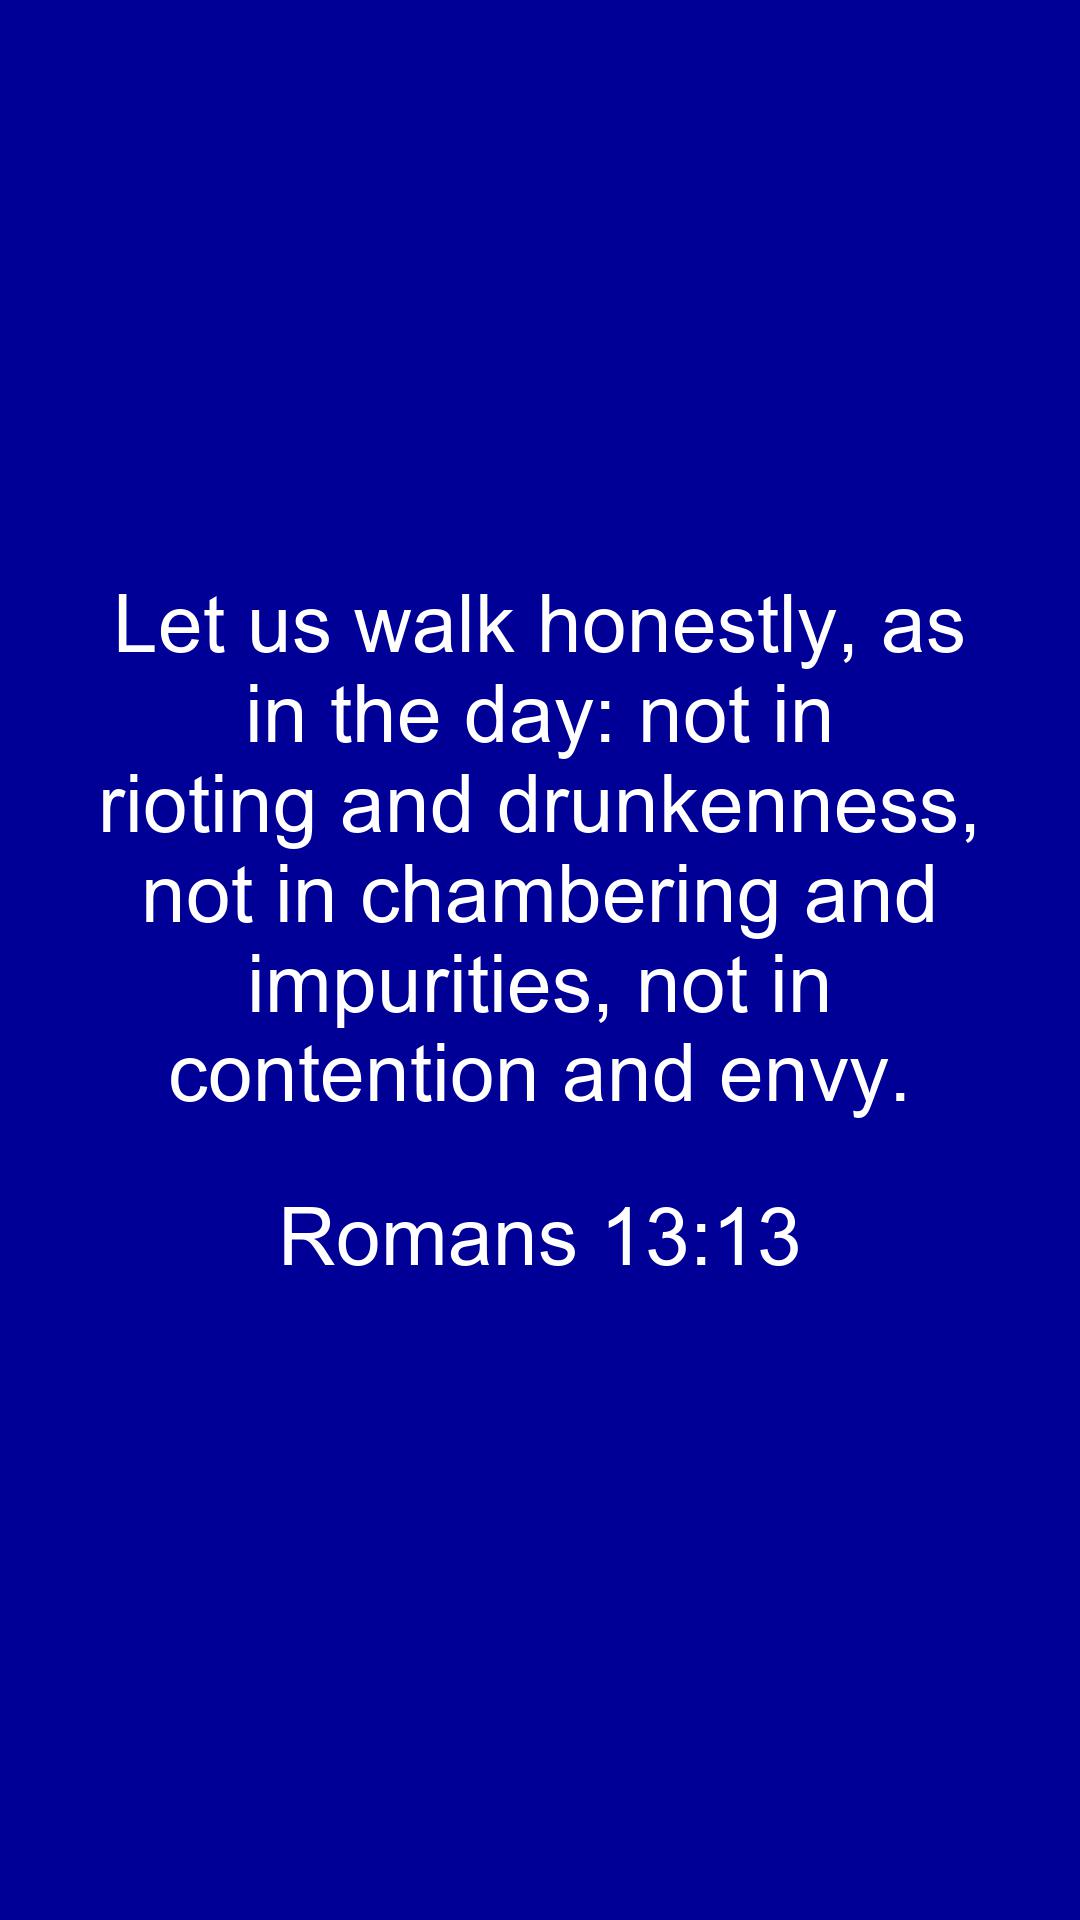 Let us walk honestly, as
in the day: not in
rioting and drunkenness,
not in chambering and
impurities, not in
contention and envy.
Romans 13:13